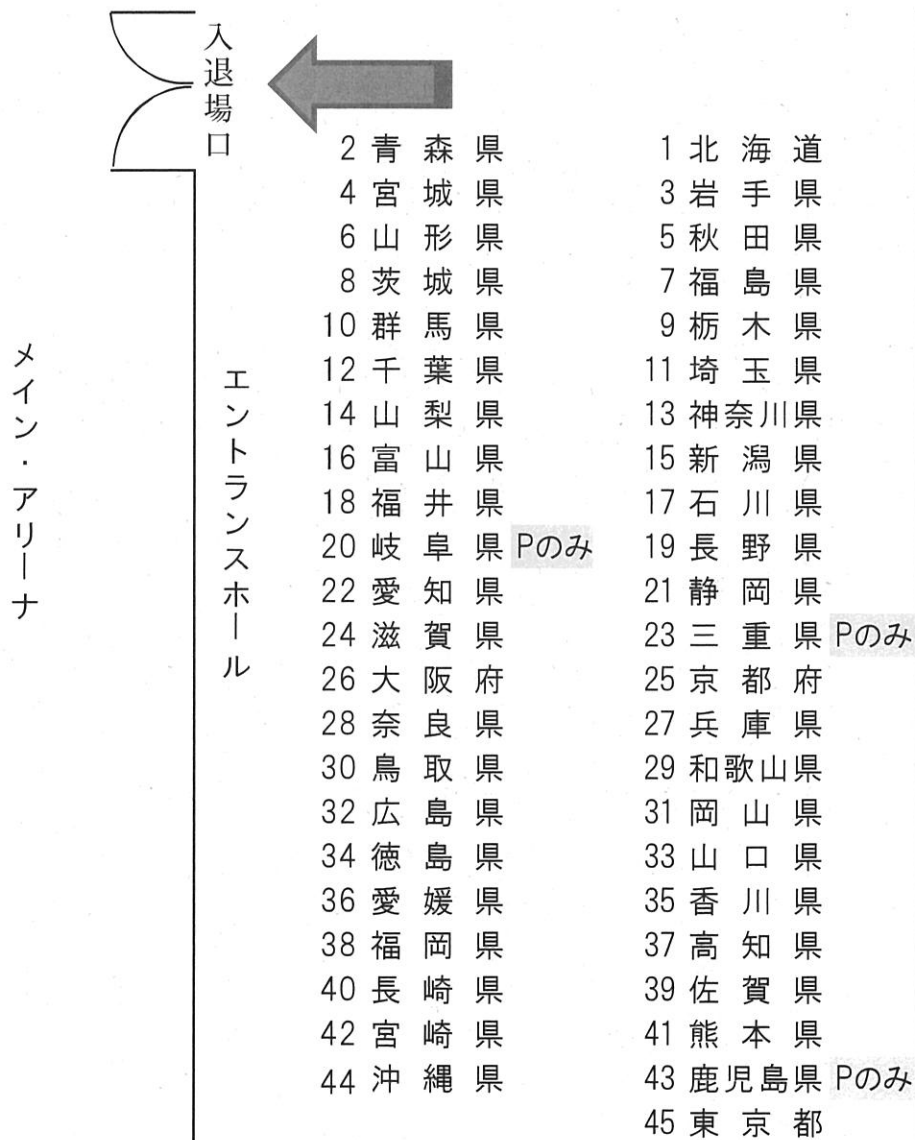 入退場口
2 青森県 1 北海道
4 宮城県 3 岩手県
6 山形県 5 秋田県
8 茨城県 7 福島県
10 群馬県 9 栃木県
12 千葉県 11 埼玉県
14 山梨県 13 神奈川県
16 富山県 15 新潟県
18 福井県 17 石川県
20 岐阜県 Pのみ 19 長野県
22 愛知県 21 静岡県
24 滋賀県 23 三重県 Pのみ
26 大阪府 25 京都府
28 奈良県 27 兵庫県
30 鳥取県 29 和歌山県
32 広島県 31 岡山県
34 徳島県 33 山口県
36 愛媛県 35 香川県
38 福岡県 37 高知県
40 長崎県 39 佐賀県
42 宮崎県 41 熊本県
44 沖縄県 43 鹿児島県 Pのみ
45 東京都
エントランスホール
メイン・アリーナ